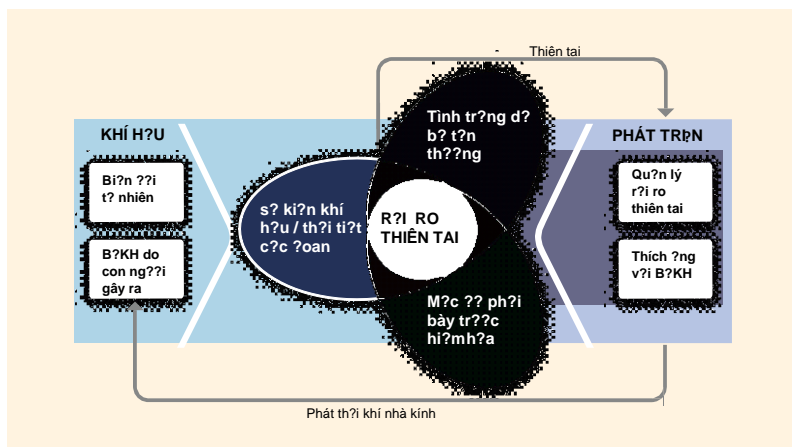 - Thiên tai
KHÍ H?U
Bi?n ??i
t? nhiên
B?KH do
con ng??i
gây ra
s? ki?n khí
h?u / th?i ti?t
c?c ?oan
Tình tr?ng d?
b? t?n
th??ng
R?I RO
THIÊN TAI
M?c ?? ph?i
bày tr??c
hi?mh?a
PHÁT TRI?N
Qu?n lý
r?i ro
thiên tai
Thích ?ng
v?i B?KH
Phát th?i khí nhà kính